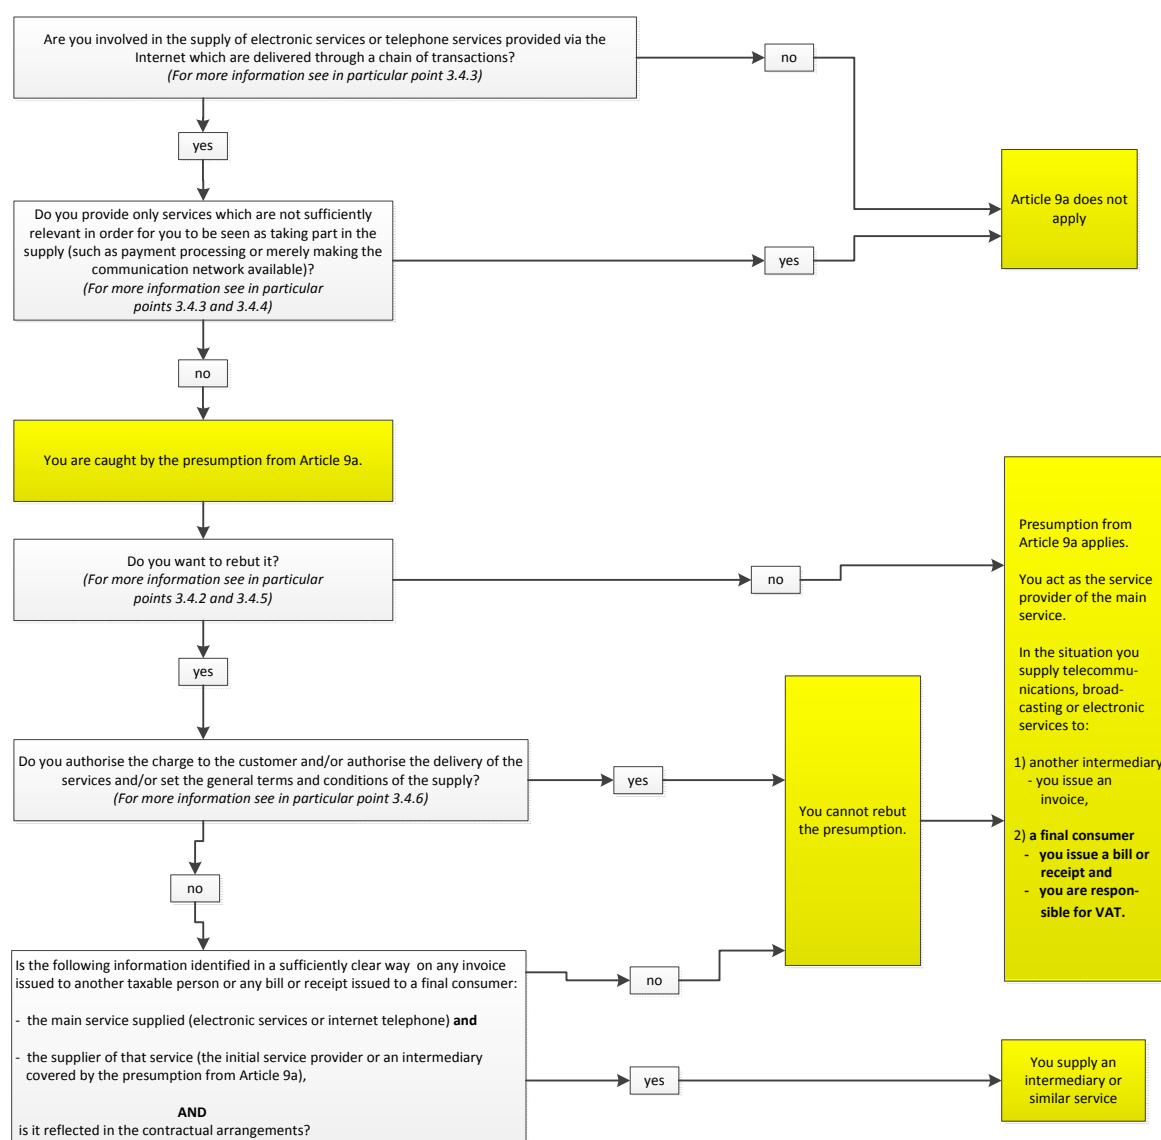 Are you involved in the supply of electronic services or telephone services provided via the
Internet which are delivered through a chain of transactions?
(For more information see in particular point 3.4.3)
no
yes
Article 9a does not
apply
Do you provide only services which are not sufficiently
relevant in order for you to be seen as taking part in the
supply (such as payment processing or merely making the
communication network available)?
(For more information see in particular
points 3.4.3 and 3.4.4)
yes
no
You are caught by the presumption from Article 9a.
Do you want to rebut it?
(For more information see in particular
points 3.4.2 and 3.4.5)
no
Presumption from
Article 9a applies.
You act as the service
provider of the main
service.
In the situation you
supply telecommu-
nications, broad-
casting or electronic
services to:
1) another intermediary
- you issue an
invoice,
2) a final consumer
- you issue a bill or
receipt and
- you are respon-
sible for VAT.
yes
Do you authorise the charge to the customer and/or authorise the delivery of the
services and/or set the general terms and conditions of the supply?
(For more information see in particular point 3.4.6)
yes
You cannot rebut
the presumption.
no
Is the following information identified in a sufficiently clear way on any invoice
issued to another taxable person or any bill or receipt issued to a final consumer:
- the main service supplied (electronic services or internet telephone) and
- the supplier of that service (the initial service provider or an intermediary
covered by the presumption from Article 9a),
AND
is it reflected in the contractual arrangements?
no
yes
You supply an
intermediary or
similar service